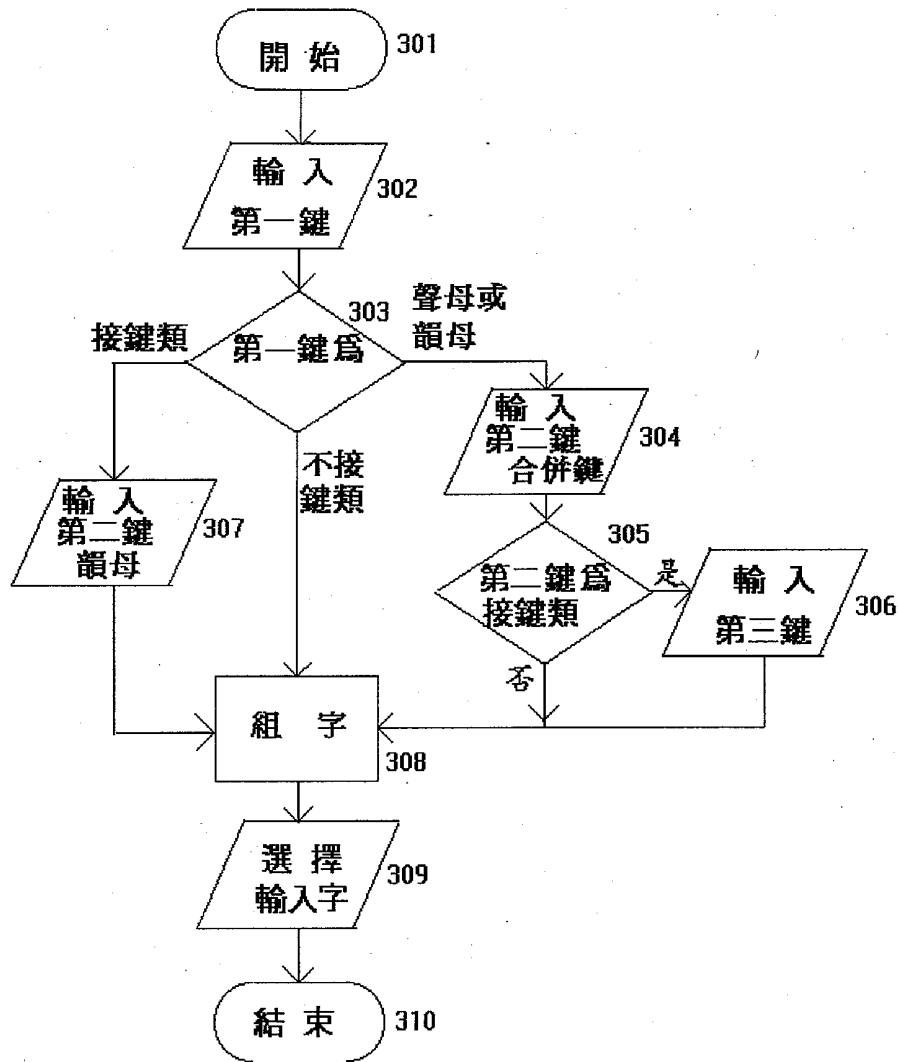 開 始
301
輸 入
第一鍵
302
303
第一鍵爲
接鍵類
聲母或
韻母
不接
鍵類
輸 入
第二鍵
合併鍵
304
305
第二鍵爲
接鍵類
是
否
輸 入
第三鍵
306
輸 入
第二鍵
韻母
307
組 字
308
選 擇
輸入字
309
結 束
310